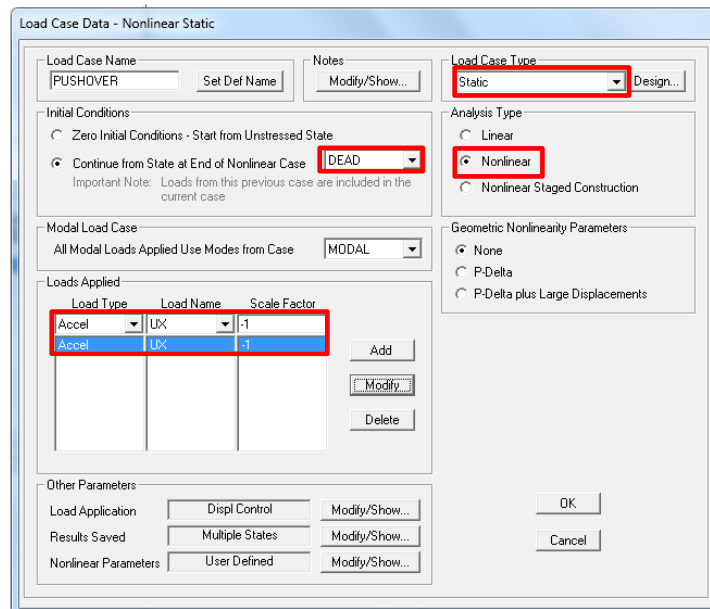 Load Case Data - Nonlinear Static
Load Case Name
PUSHOVER
Set Def Name
Notes
Modify/Show...
Load Case Type
Static
Design...
Initial Conditions
Zero Initial Conditions - Start from Unstressed State
Continue from State at End of Nonlinear Case
DEAD
Important Note: Loads from this previous case are included in the
current case
Analysis Type
Linear
Nonlinear
Nonlinear Staged Construction
Modal Load Case
All Modal Loads Applied Use Modes from Case
MODAL
Geometric Nonlinearity Parameters
None
P-Delta
P-Delta plus Large Displacements
Loads Applied
Load Type Load Name Scale Factor
Accel UX -1
Accel UX -1
Add
Modify
Delete
Other Parameters
Load Application Displ Control Modify/Show...
Results Saved Multiple States Modify/Show...
Nonlinear Parameters User Defined Modify/Show...
OK
Cancel